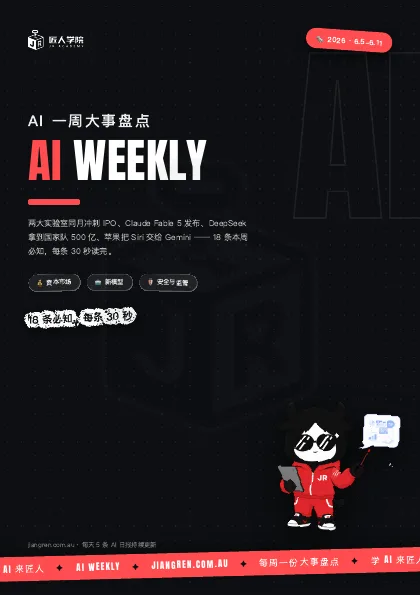 匠人学院
JR ACADEMY
2026 · 6.5–6.11
AI
AI 一周大事盘点
AI WEEKLY
两大实验室同月冲刺 IPO、Claude Fable 5 发布、DeepSeek
拿到国家队 500 亿、苹果把 Siri 交给 Gemini —— 18 条本周
必知，每条 30 秒读完。
资本市场 新模型 安全与监管
18 条必知，每条 30 秒
JR
JR
jiangren.com.au · 每天 5 条 AI 日报持续更新
AI 来匠人 ✦ AI WEEKLY ✦ JIANGREN.COM.AU ✦ 每周一份大事盘点 ✦ 学 AI 来匠人